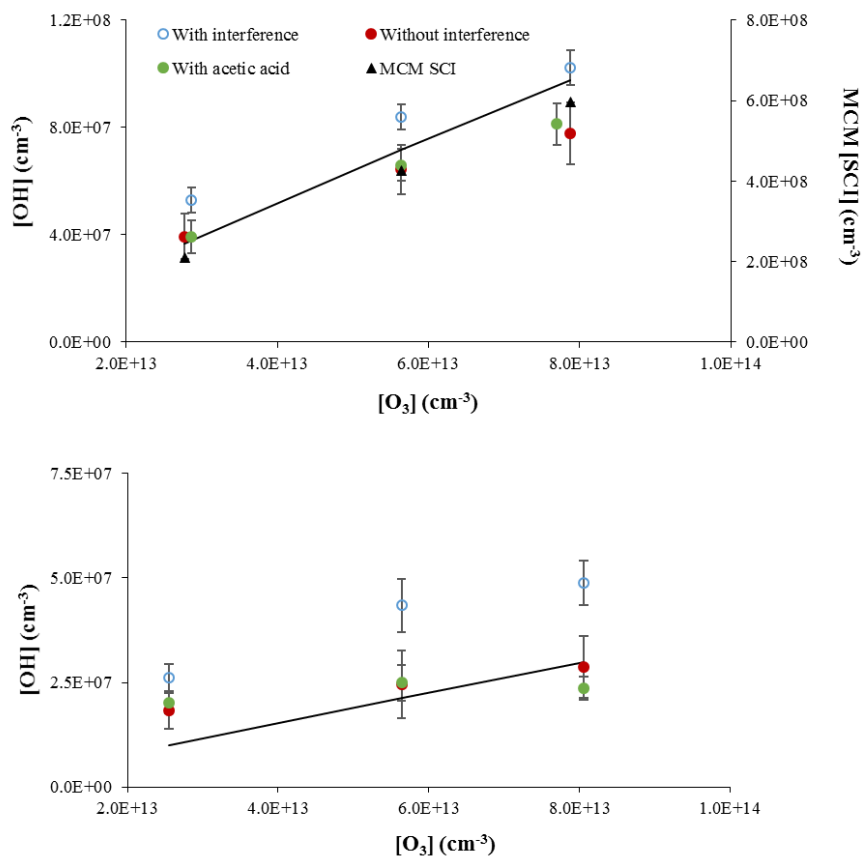 With interference
Without interference
With acetic acid
MCM SCI
1.2E+08
8.0E+07
4.0E+07
0.0E+00
8.0E+08
6.0E+08
4.0E+08
2.0E+08
0.0E+00
2.0E+13 4.0E+13 6.0E+13 8.0E+13 1.0E+14
[OH] (cm-3)
MCM [SCI] (cm-3)
[O3] (cm-3)
7.5E+07
5.0E+07
2.5E+07
0.0E+00
2.0E+13 4.0E+13 6.0E+13 8.0E+13 1.0E+14
[OH] (cm-3)
[O3] (cm-3)